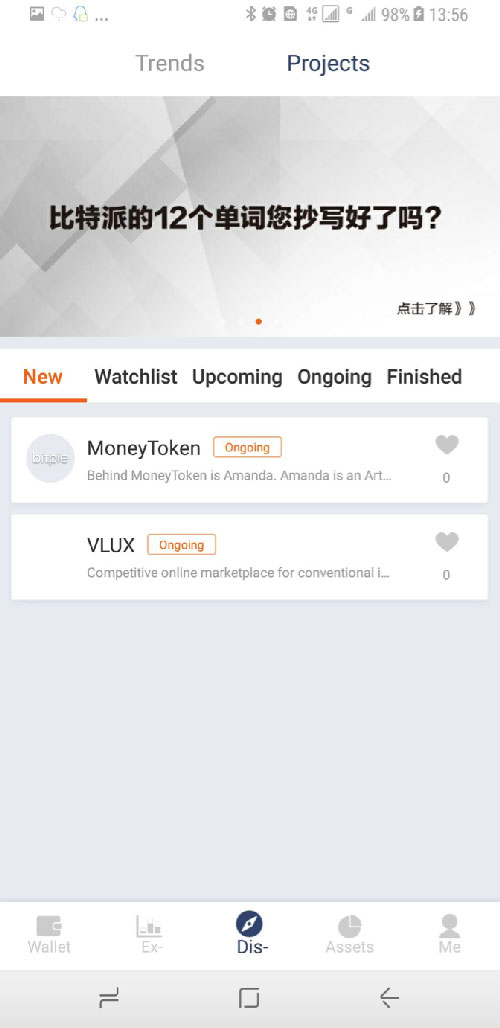 ... 4G G 98% 13:56
Trends Projects
比特派的12个单词您抄写好了吗?
点击了解》》
New Watchlist Upcoming Ongoing Finished
bitpie
MoneyToken Ongoing
Behind MoneyToken is Amanda. Amanda is an Art...
0
VLUX Ongoing
Competitive online marketplace for conventional i...
0
Wallet Ex- Dis- Assets Me